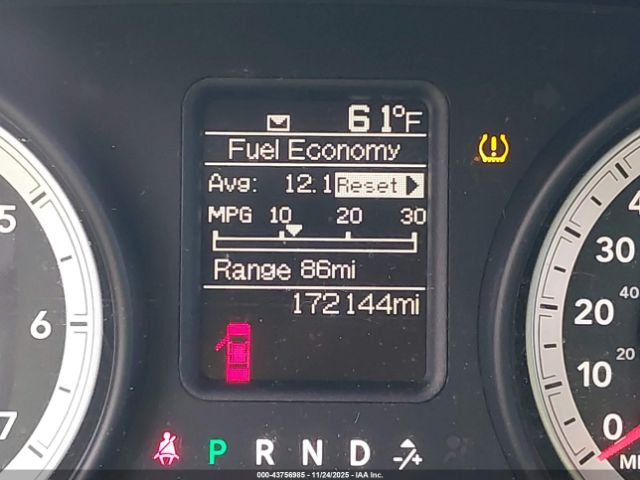 61°F
Fuel Economy
Avg: 12.1 Reset
MPG 10 20 30
Range 86mi
172144mi
5
6
7
4
30
40
20
20
10
0
P R N D -/+
000-43756985 - 11/24/2025 - IAA Inc.